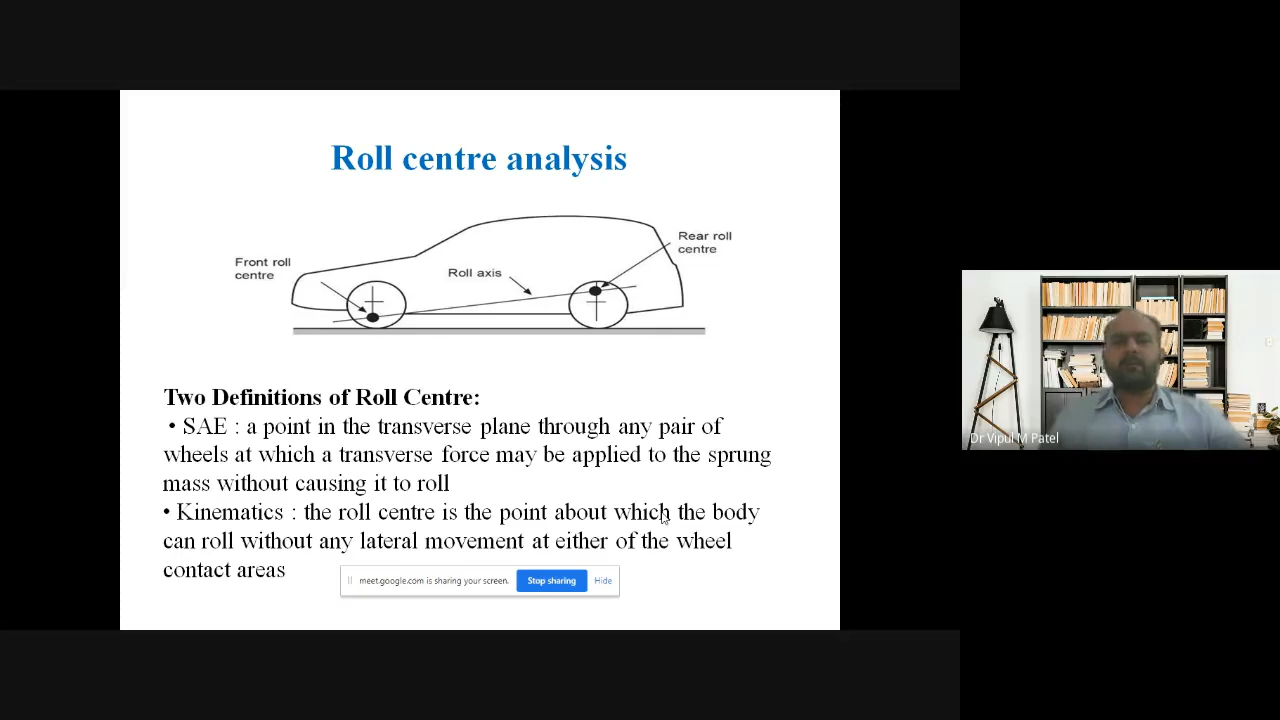 Roll centre analysis
Rear roll
centre
Front roll
centre
Roll axis
Two Definitions of Roll Centre:
• SAE : a point in the transverse plane through any pair of
wheels at which a transverse force may be applied to the sprung
mass without causing it to roll
• Kinematics : the roll centre is the point about which the body
can roll without any lateral movement at either of the wheel
contact areas
meet.google.com is sharing your screen.
Stop sharing
Hide
Dr Vipul M Patel